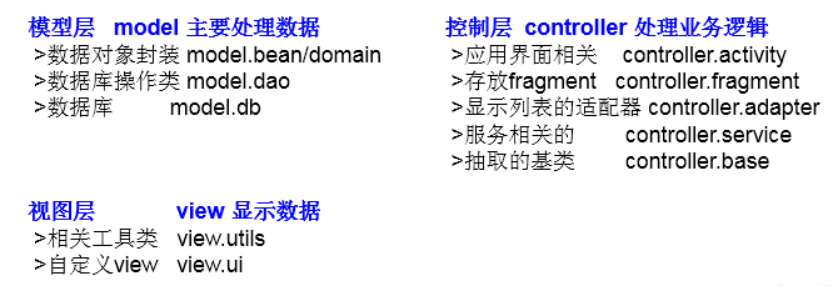 模型层 model 主要处理数据
>数据对象封装 model.bean/domain
>数据库操作类 model.dao
>数据库 model.db
控制层 controller 处理业务逻辑
>应用界面相关 controller.activity
>存放fragment controller.fragment
>显示列表的适配器 controller.adapter
>服务相关的 controller.service
>抽取的基类 controller.base
视图层 view 显示数据
>相关工具类 view.utils
>自定义view view.ui